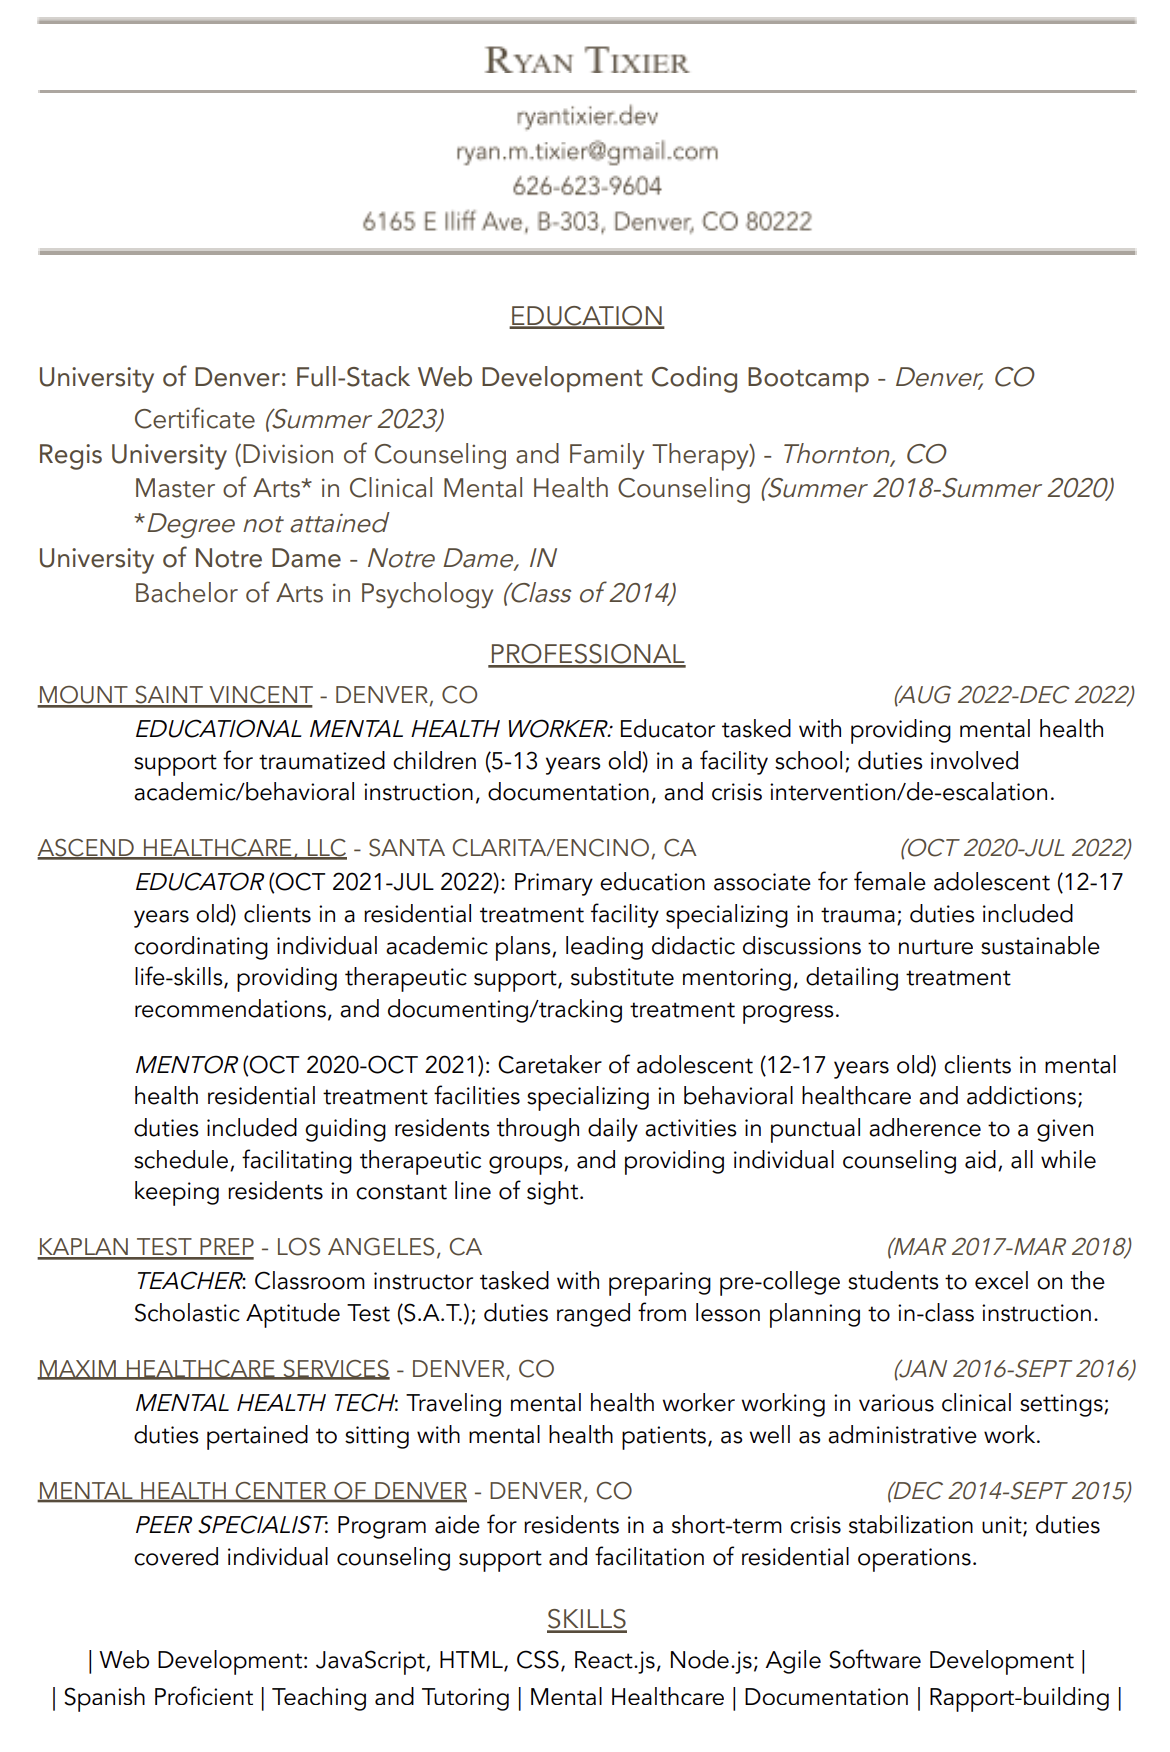 Ryan Tixier
ryantixier.dev
ryan.m.tixier@gmail.com
626-623-9604
6165 E Iliff Ave, B-303, Denver, CO 80222
EDUCATION
University of Denver: Full-Stack Web Development Coding Bootcamp - Denver, CO
Certificate (Summer 2023)
Regis University (Division of Counseling and Family Therapy) - Thornton, CO
Master of Arts* in Clinical Mental Health Counseling (Summer 2018-Summer 2020)
*Degree not attained
University of Notre Dame - Notre Dame, IN
Bachelor of Arts in Psychology (Class of 2014)
PROFESSIONAL
MOUNT SAINT VINCENT - DENVER, CO (AUG 2022-DEC 2022)
EDUCATIONAL MENTAL HEALTH WORKER: Educator tasked with providing mental health
support for traumatized children (5-13 years old) in a facility school; duties involved
academic/behavioral instruction, documentation, and crisis intervention/de-escalation.
ASCEND HEALTHCARE, LLC - SANTA CLARITA/ENCINO, CA (OCT 2020-JUL 2022)
EDUCATOR (OCT 2021-JUL 2022): Primary education associate for female adolescent (12-17
years old) clients in a residential treatment facility specializing in trauma; duties included
coordinating individual academic plans, leading didactic discussions to nurture sustainable
life-skills, providing therapeutic support, substitute mentoring, detailing treatment
recommendations, and documenting/tracking treatment progress.
MENTOR (OCT 2020-OCT 2021): Caretaker of adolescent (12-17 years old) clients in mental
health residential treatment facilities specializing in behavioral healthcare and addictions;
duties included guiding residents through daily activities in punctual adherence to a given
schedule, facilitating therapeutic groups, and providing individual counseling aid, all while
keeping residents in constant line of sight.
KAPLAN TEST PREP - LOS ANGELES, CA (MAR 2017-MAR 2018)
TEACHER: Classroom instructor tasked with preparing pre-college students to excel on the
Scholastic Aptitude Test (S.A.T.); duties ranged from lesson planning to in-class instruction.
MAXIM HEALTHCARE SERVICES - DENVER, CO (JAN 2016-SEPT 2016)
MENTAL HEALTH TECH: Traveling mental health worker working in various clinical settings;
duties pertained to sitting with mental health patients, as well as administrative work.
MENTAL HEALTH CENTER OF DENVER - DENVER, CO (DEC 2014-SEPT 2015)
PEER SPECIALIST: Program aide for residents in a short-term crisis stabilization unit; duties
covered individual counseling support and facilitation of residential operations.
SKILLS
| Web Development: JavaScript, HTML, CSS, React.js, Node.js; Agile Software Development |
| Spanish Proficient | Teaching and Tutoring | Mental Healthcare | Documentation | Rapport-building |